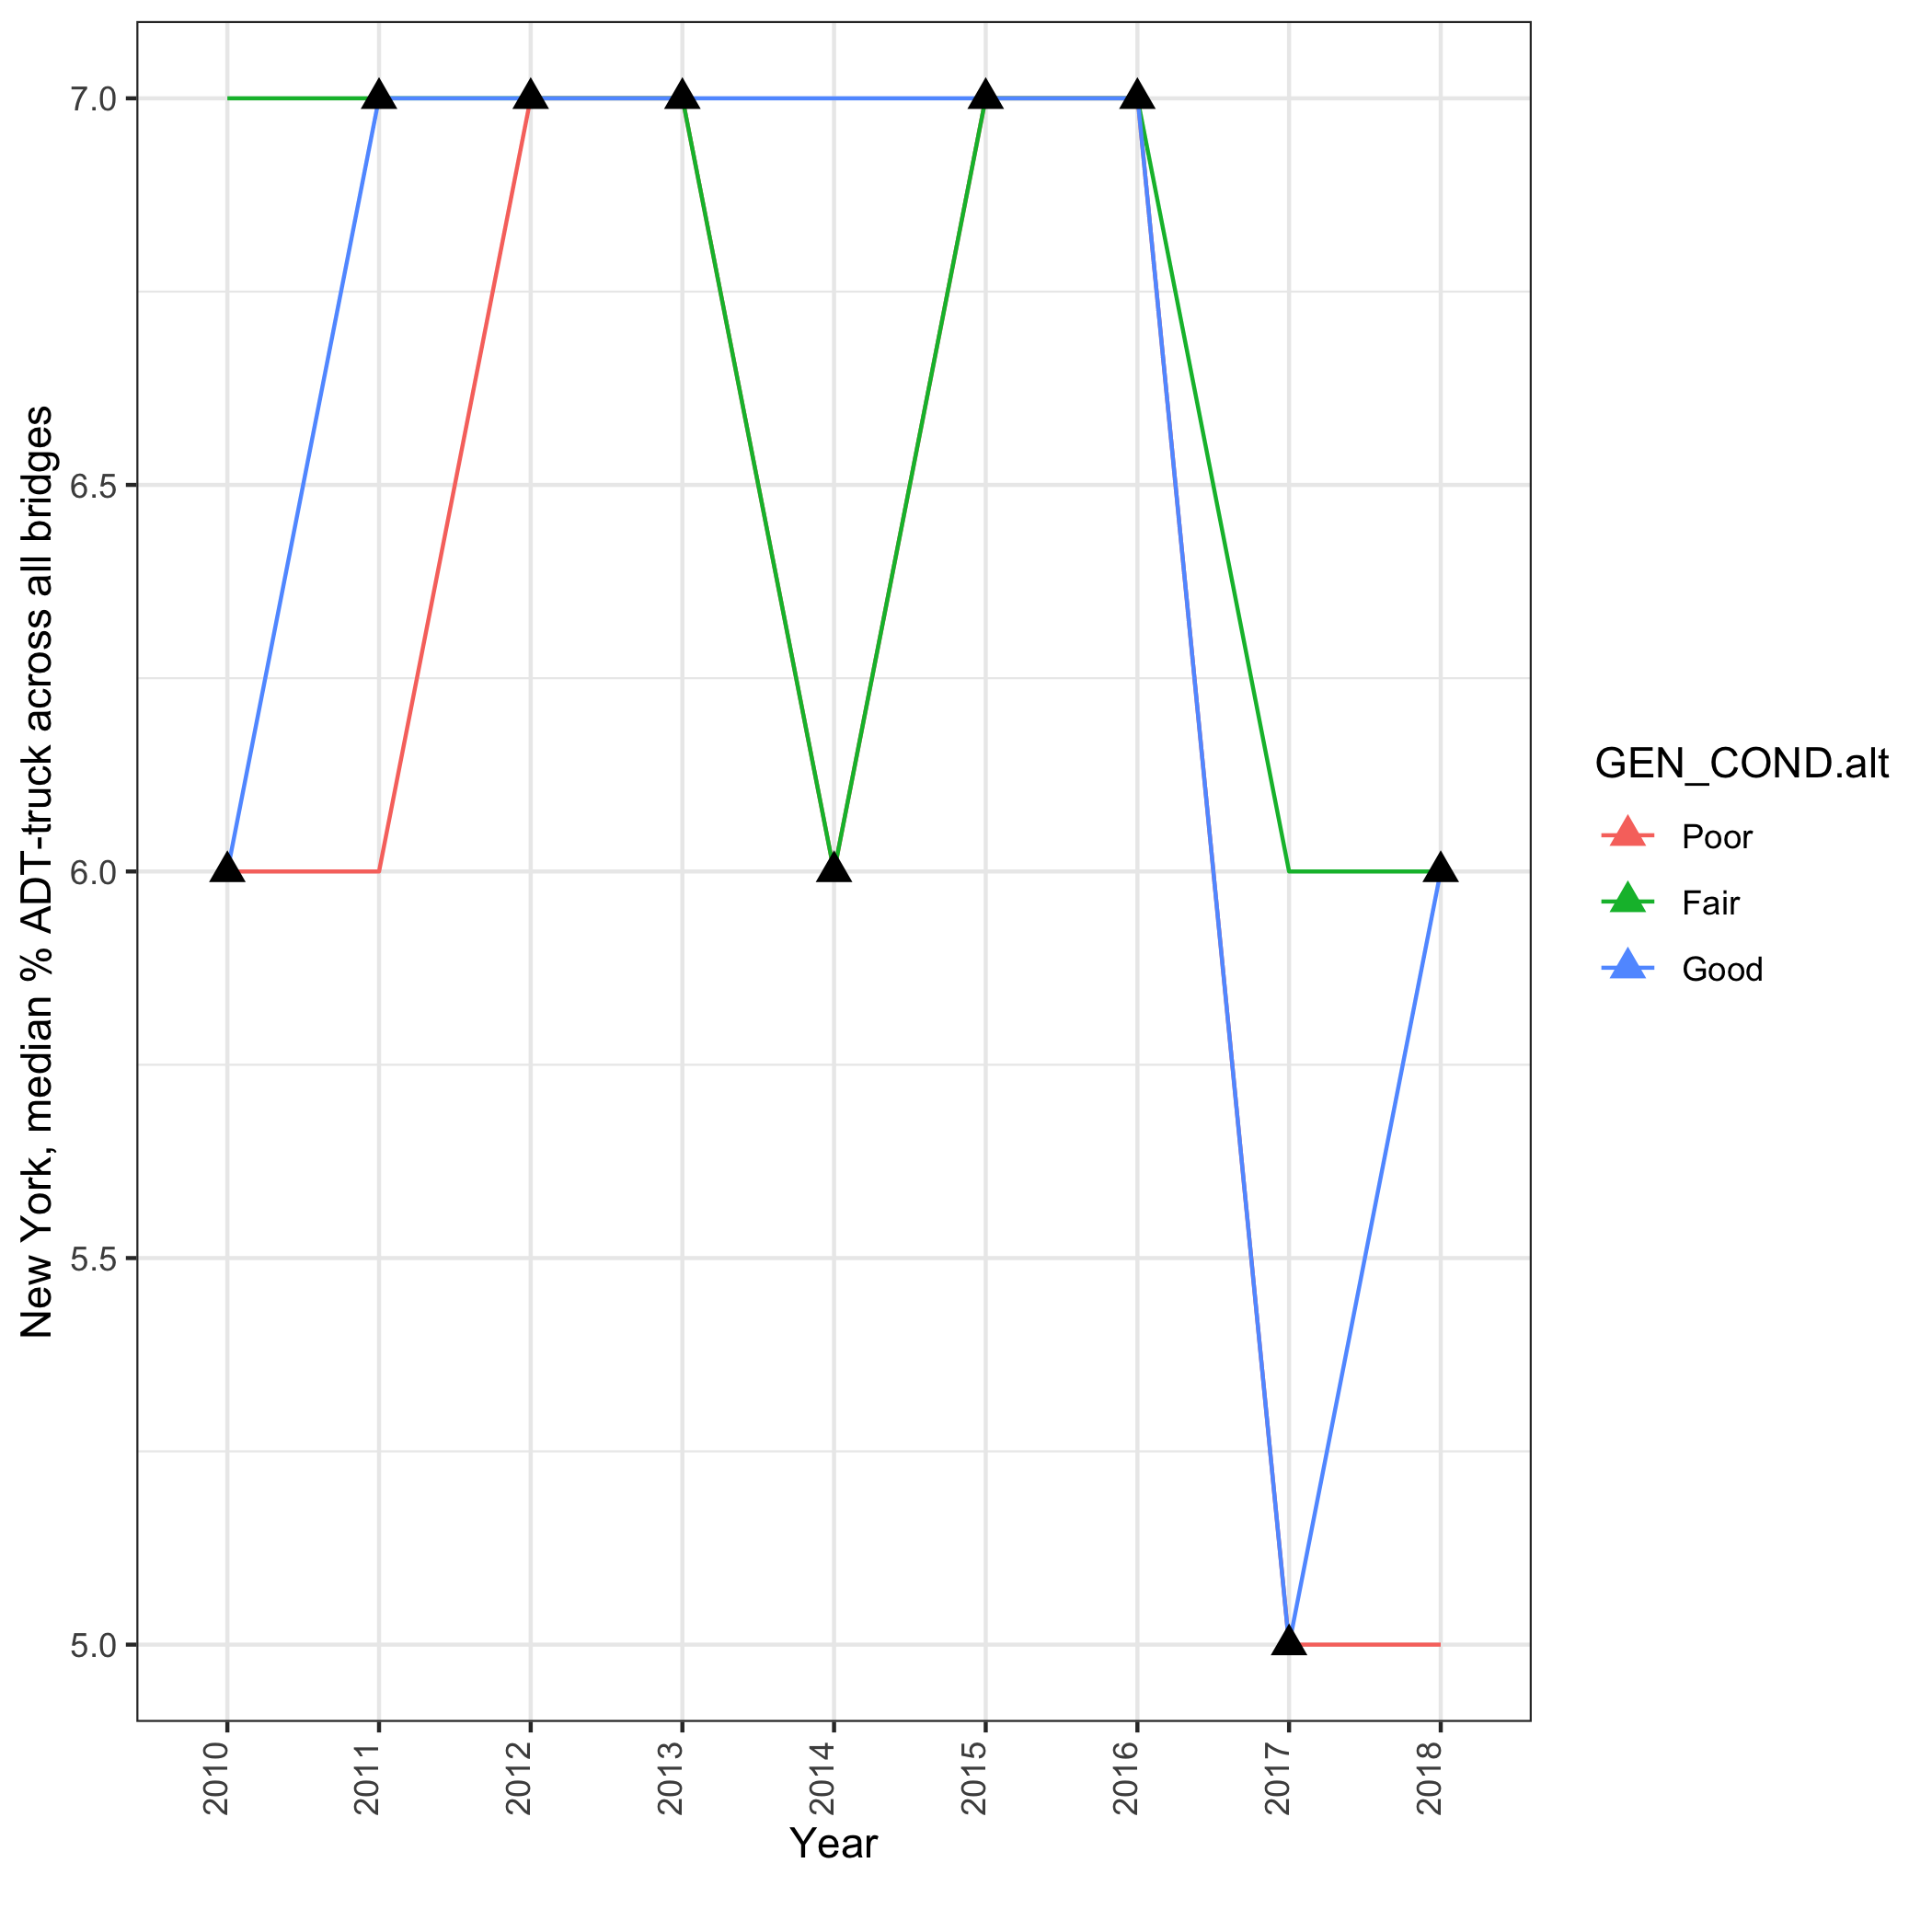 New York, median % ADT-truck across all bridges
7.0
6.5
6.0
5.5
5.0
2010
2011
2012
2013
2014
2015
2016
2017
2018
Year
GEN_COND.alt
Poor
Fair
Good